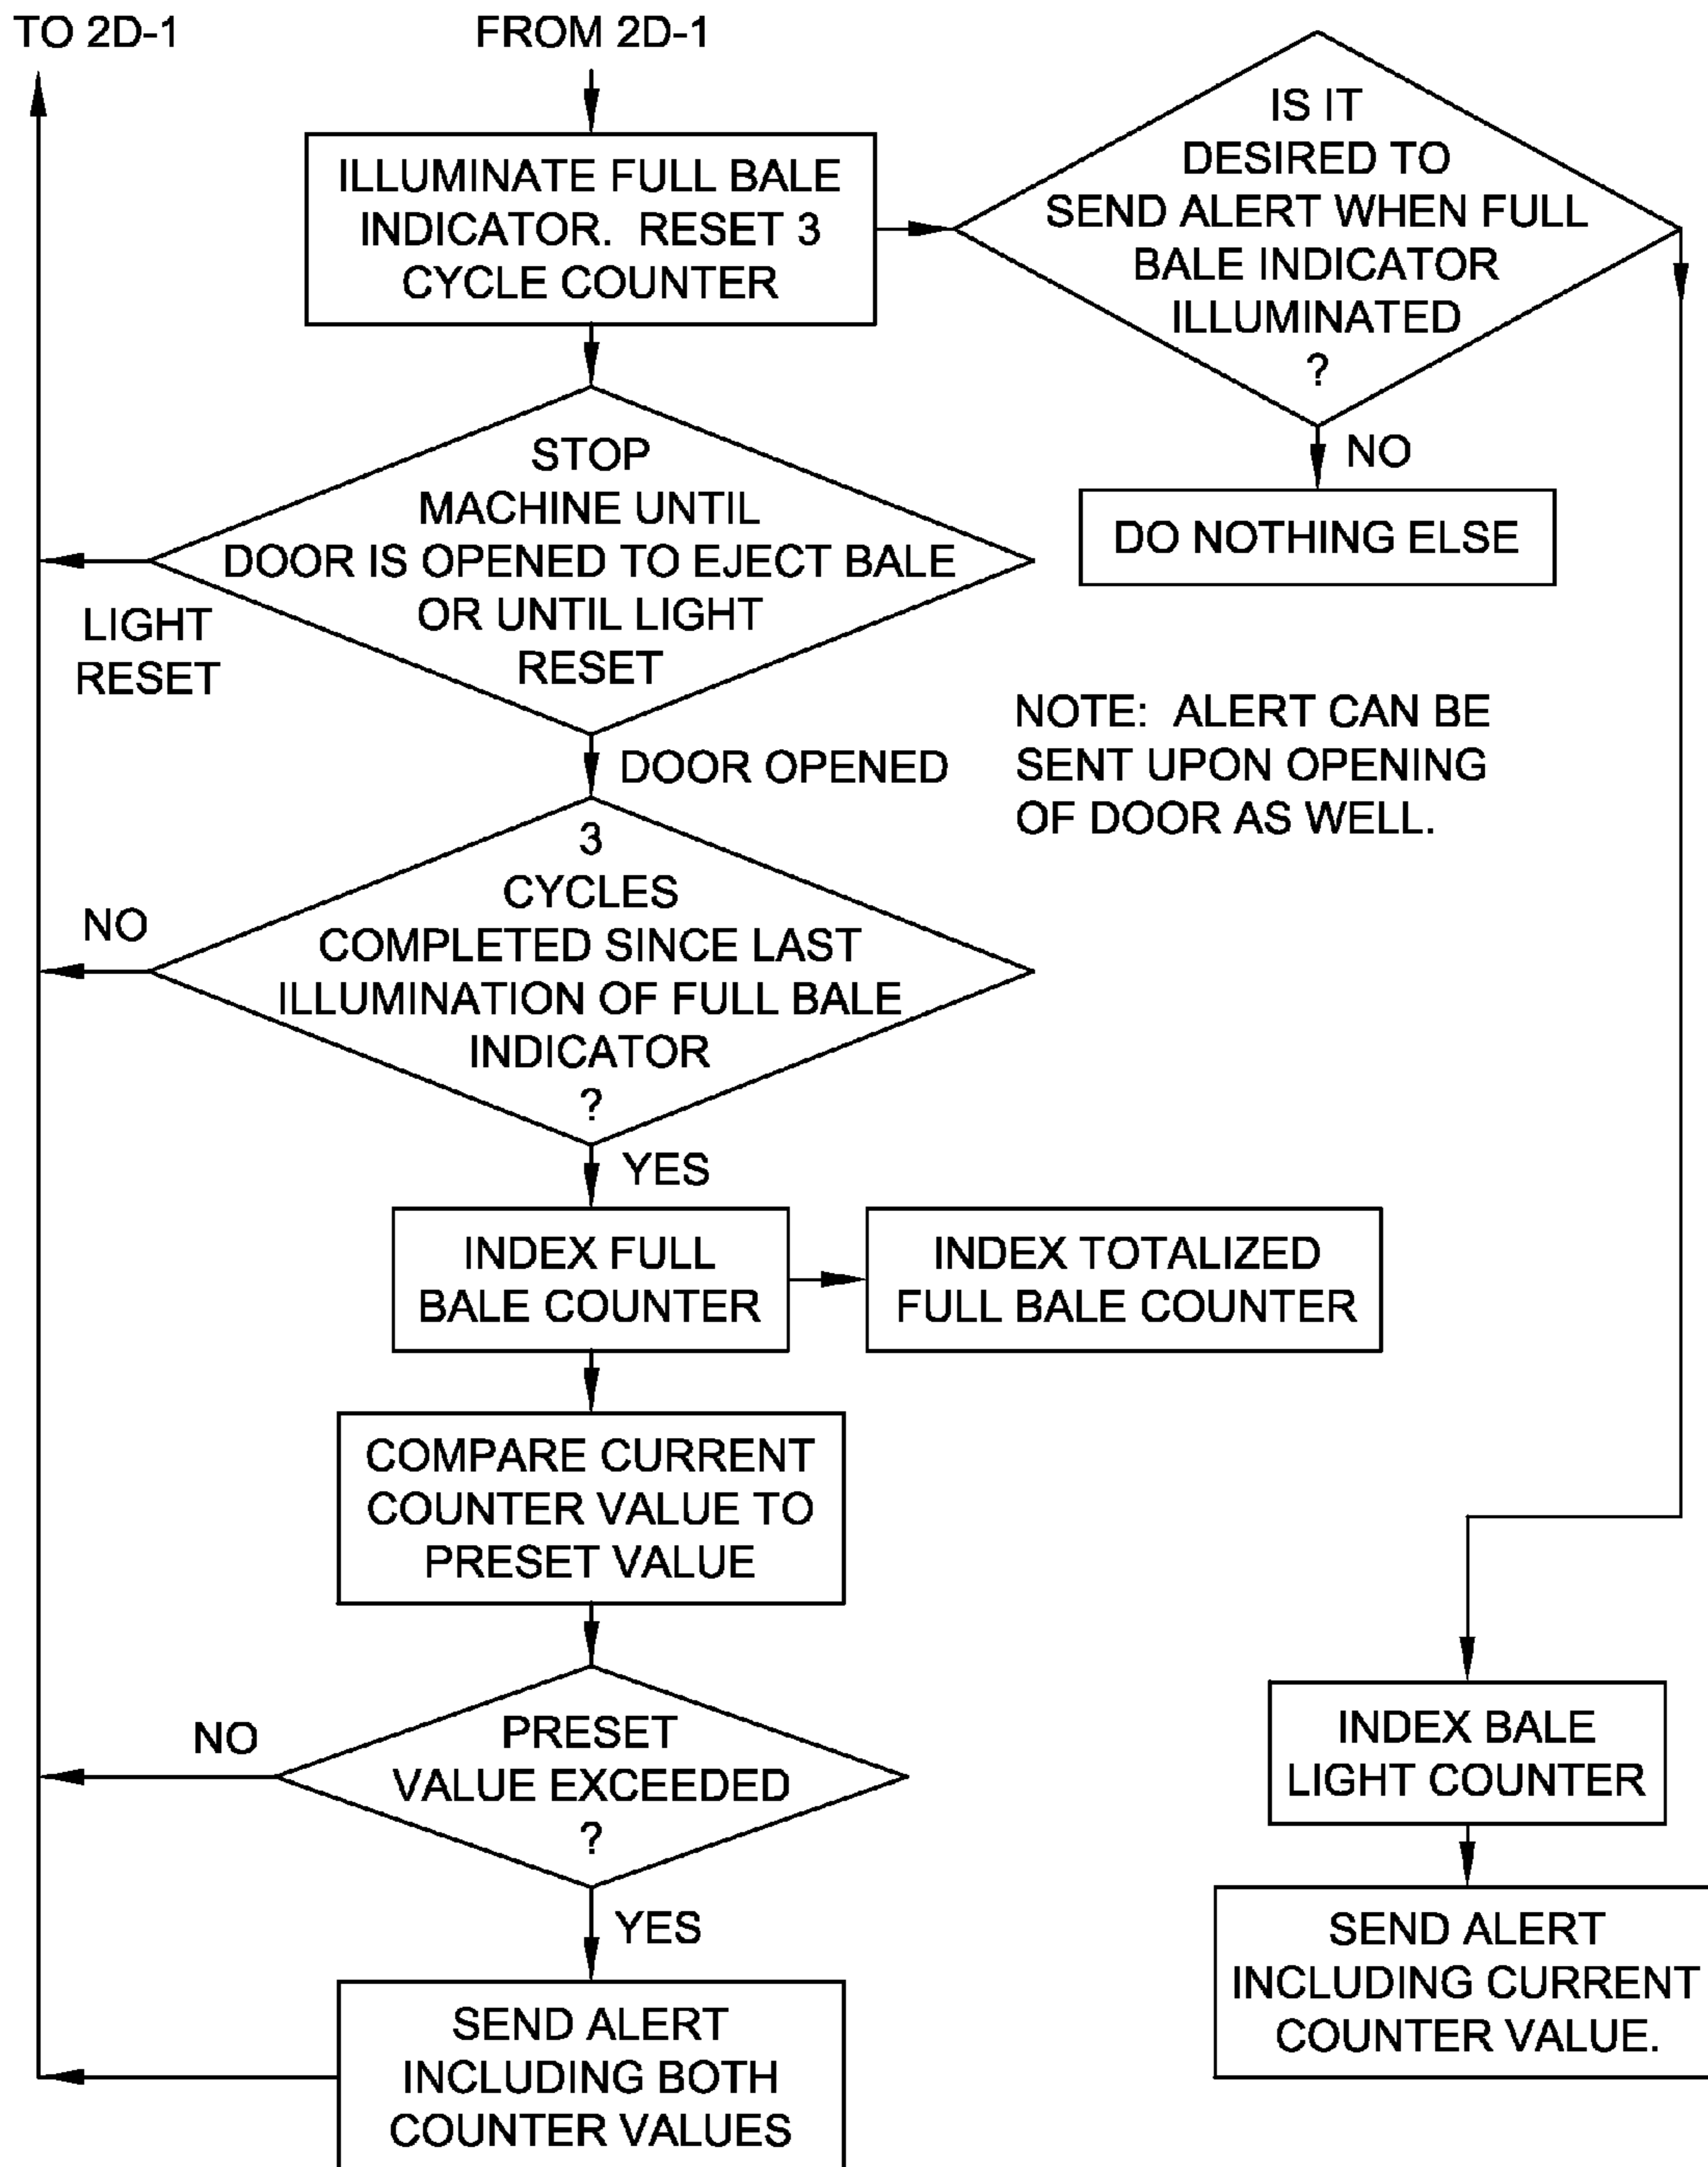 TO 2D-1
FROM 2D-1
ILLUMINATE FULL BALE
INDICATOR. RESET 3
CYCLE COUNTER
IS IT
DESIRED TO
SEND ALERT WHEN FULL
BALE INDICATOR
ILLUMINATED
?
NO
DO NOTHING ELSE
STOP
MACHINE UNTIL
DOOR IS OPENED TO EJECT BALE
OR UNTIL LIGHT
RESET
LIGHT
RESET
DOOR OPENED
NOTE: ALERT CAN BE
SENT UPON OPENING
OF DOOR AS WELL.
3
CYCLES
COMPLETED SINCE LAST
ILLUMINATION OF FULL BALE
INDICATOR
?
NO
YES
INDEX FULL
BALE COUNTER
INDEX TOTALIZED
FULL BALE COUNTER
COMPARE CURRENT
COUNTER VALUE TO
PRESET VALUE
PRESET
VALUE EXCEEDED
?
NO
YES
SEND ALERT
INCLUDING BOTH
COUNTER VALUES
INDEX BALE
LIGHT COUNTER
SEND ALERT
INCLUDING CURRENT
COUNTER VALUE.